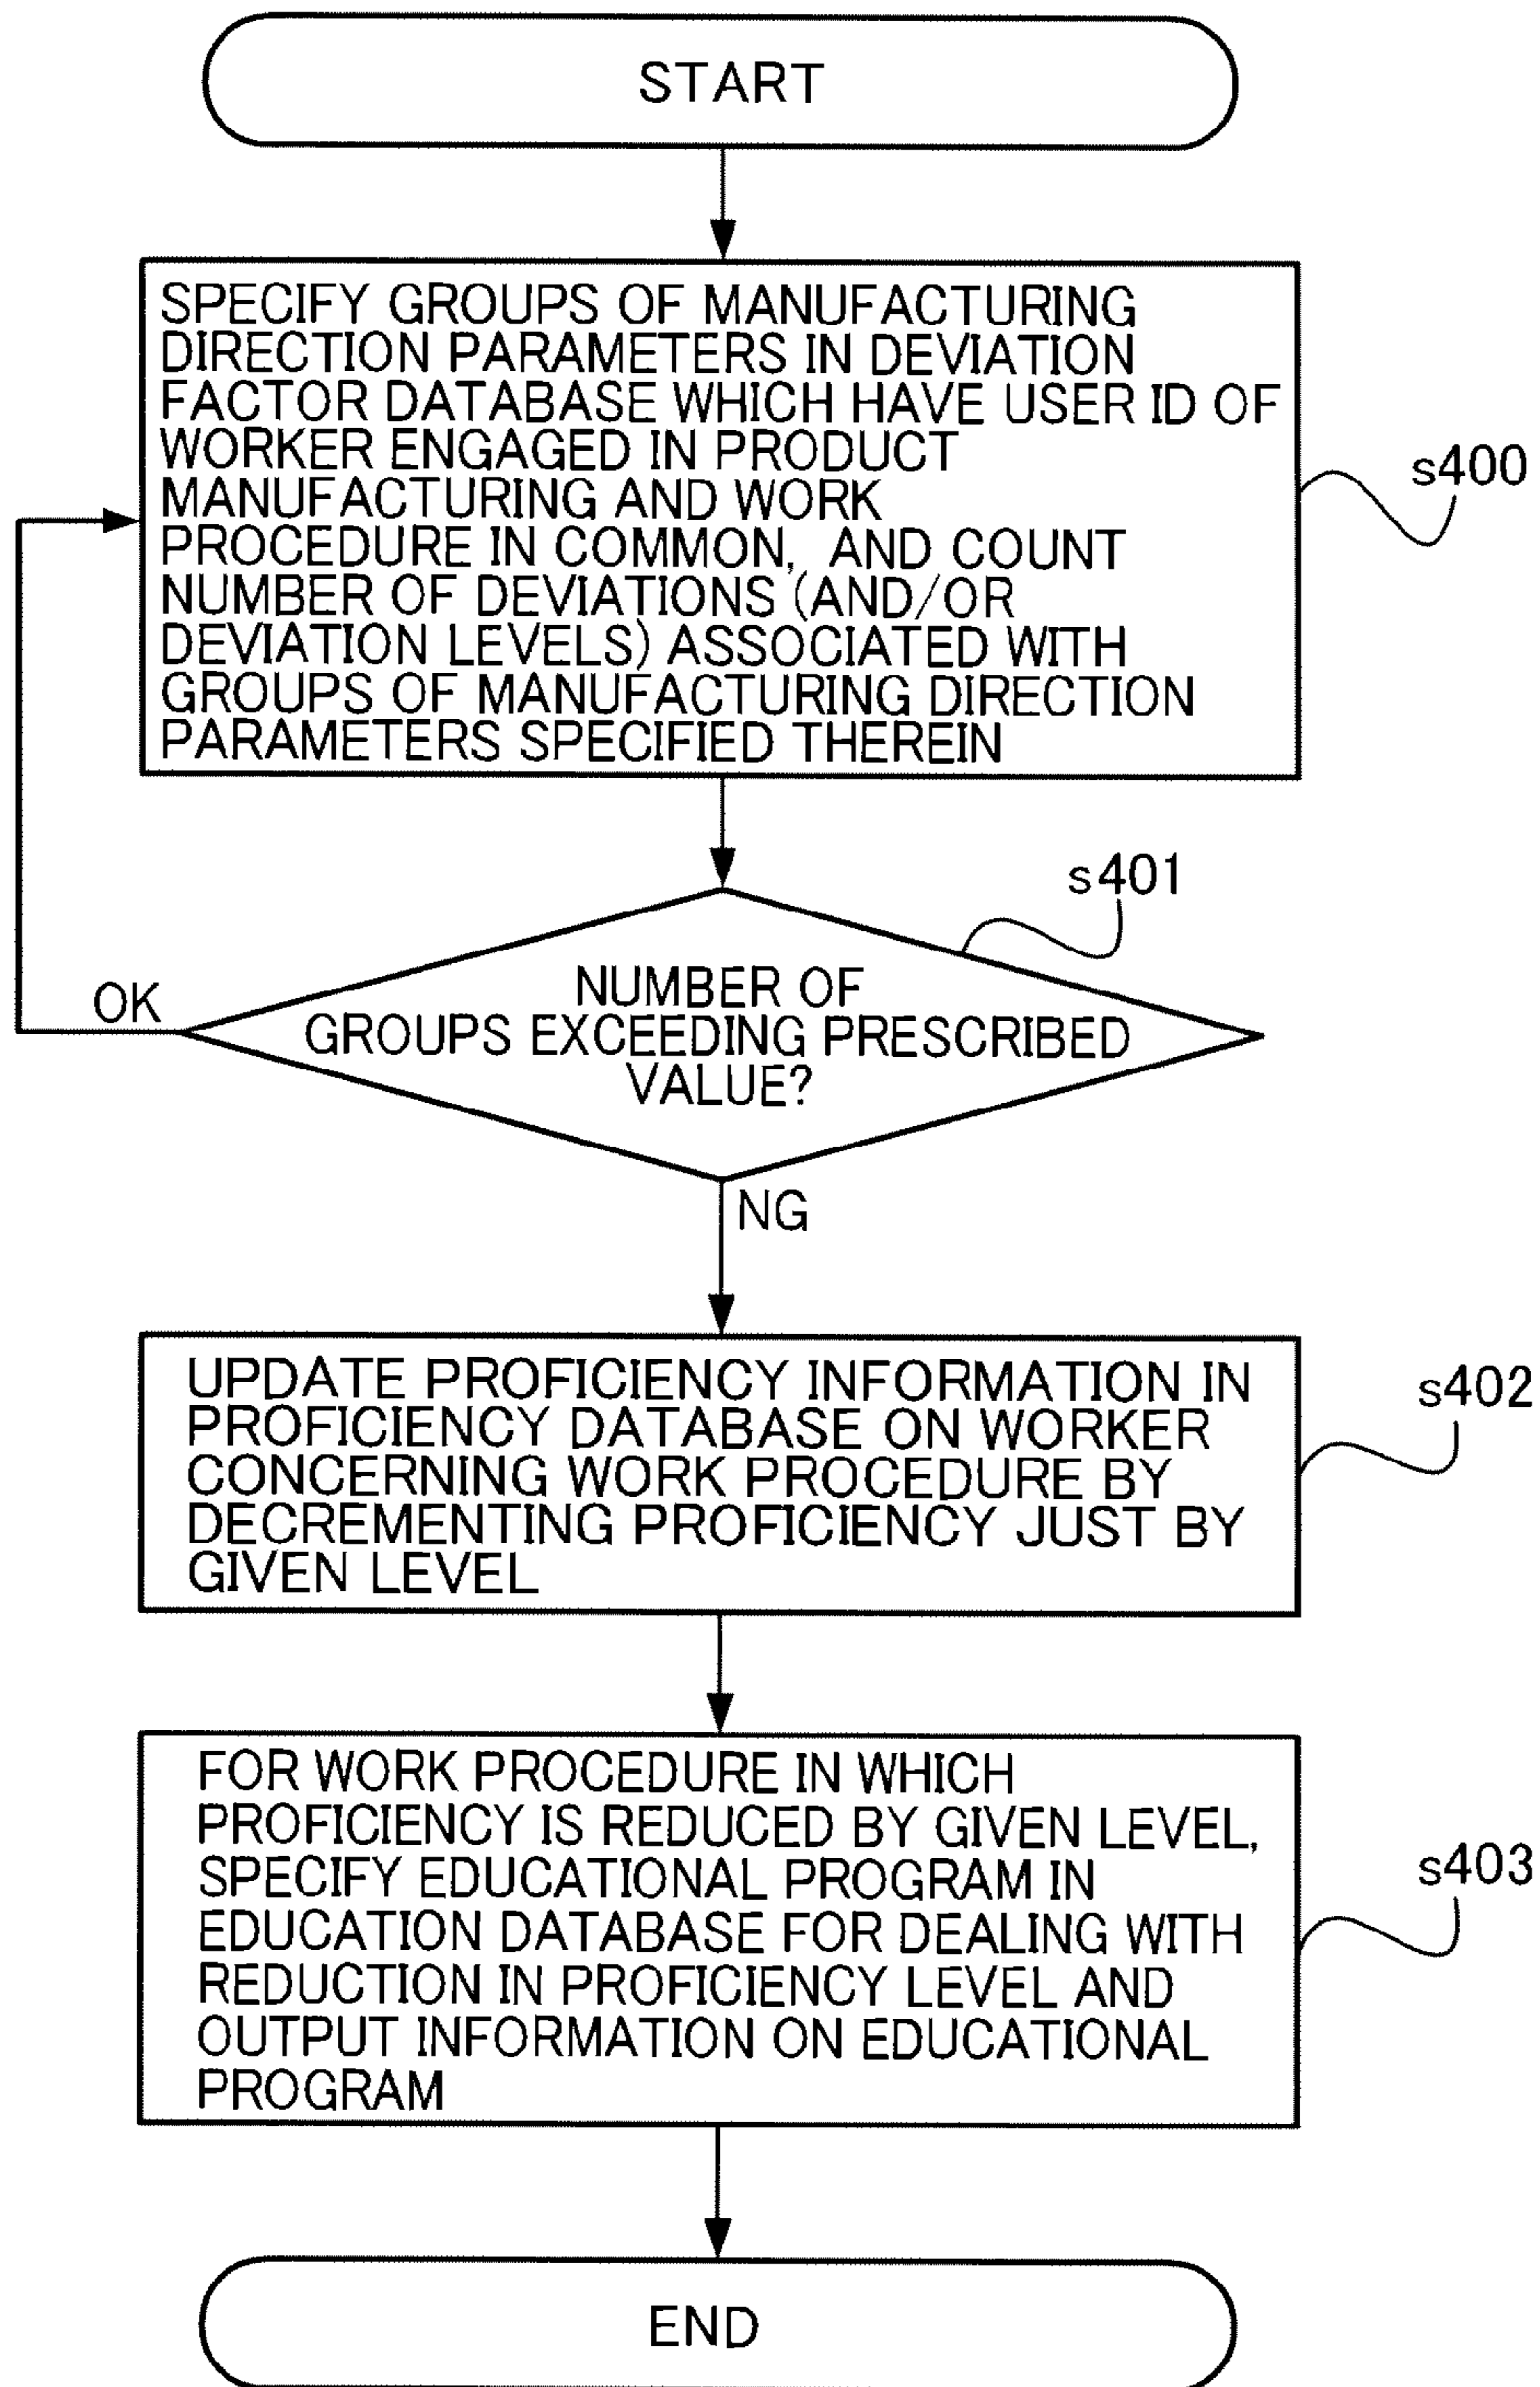 START
SPECIFY GROUPS OF MANUFACTURING
DIRECTION PARAMETERS IN DEVIATION
FACTOR DATABASE WHICH HAVE USER ID OF
WORKER ENGAGED IN PRODUCT
MANUFACTURING AND WORK
PROCEDURE IN COMMON, AND COUNT
NUMBER OF DEVIATIONS (AND/OR
DEVIATION LEVELS) ASSOCIATED WITH
GROUPS OF MANUFACTURING DIRECTION
PARAMETERS SPECIFIED THEREIN
s400
s401
NUMBER OF
GROUPS EXCEEDING PRESCRIBED
VALUE?
OK
NG
UPDATE PROFICIENCY INFORMATION IN
PROFICIENCY DATABASE ON WORKER
CONCERNING WORK PROCEDURE BY
DECREMENTING PROFICIENCY JUST BY
GIVEN LEVEL
s402
FOR WORK PROCEDURE IN WHICH
PROFICIENCY IS REDUCED BY GIVEN LEVEL,
SPECIFY EDUCATIONAL PROGRAM IN
EDUCATION DATABASE FOR DEALING WITH
REDUCTION IN PROFICIENCY LEVEL AND
OUTPUT INFORMATION ON EDUCATIONAL
PROGRAM
s403
END